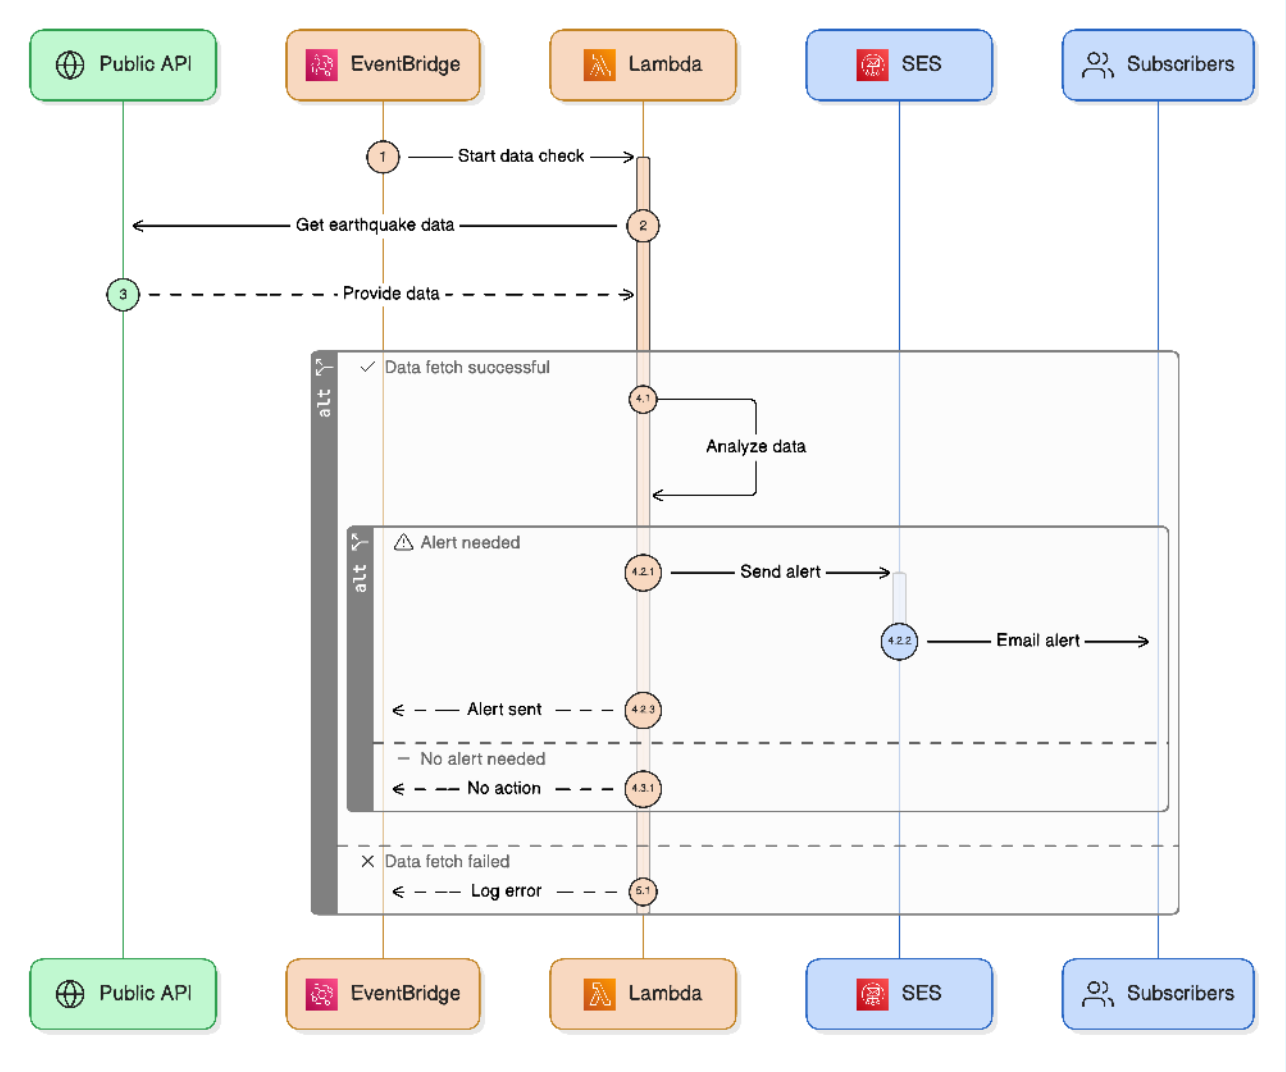 Public API
EventBridge
Lambda
SES
Subscribers
1
Start data check
Get earthquake data
2
3
Provide data
alt
Data fetch successful
4.1
Analyze data
alt
Alert needed
4.2.1
Send alert
4.2.2
Email alert
Alert sent
4.2.3
No alert needed
No action
4.3.1
Data fetch failed
Log error
5.1
Public API
EventBridge
Lambda
SES
Subscribers